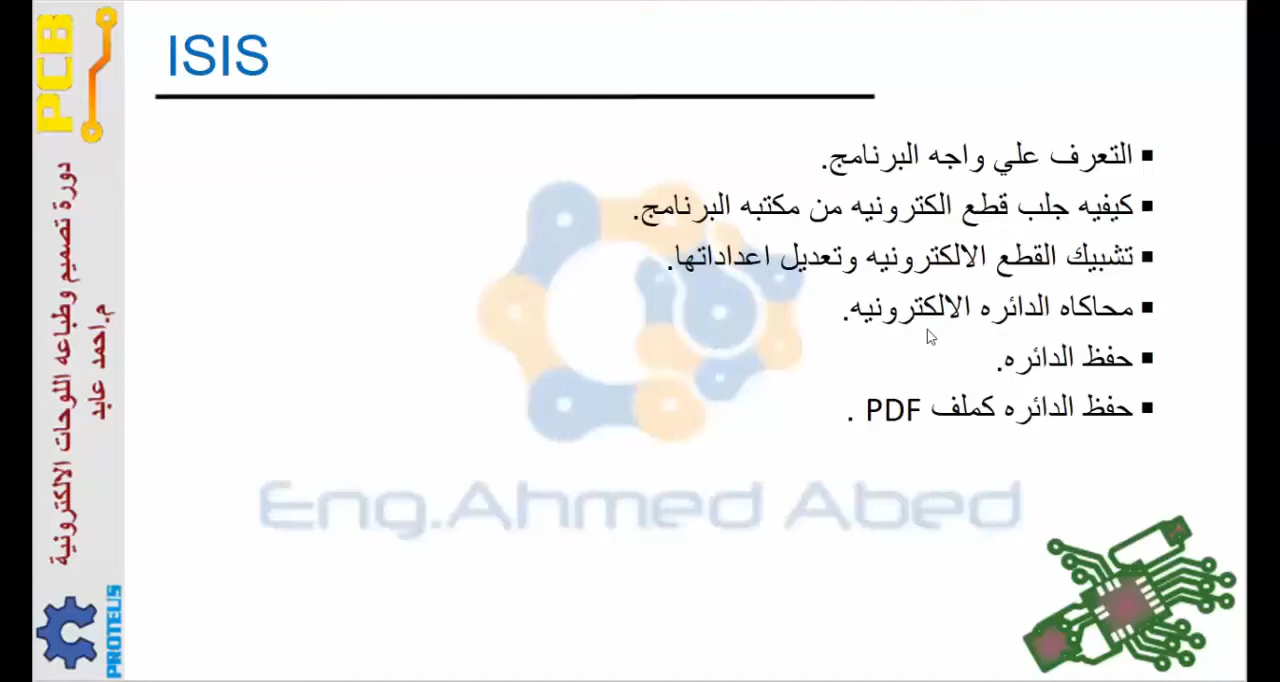 ISIS
التعرف علي واجه البرنامج.
كيفيه جلب قطع الكترونيه من مكتبه البرنامج.
تشبيك القطع الالكترونيه وتعديل اعداداتها.
محاكاه الدائره الالكترونيه.
حفظ الدائره.
حفظ الدائره كملف PDF .
Eng.Ahmed Abed
PCB
دورة تصميم وطباعه اللوحات الالكترونية
م.احمد عابد
PROTEUS